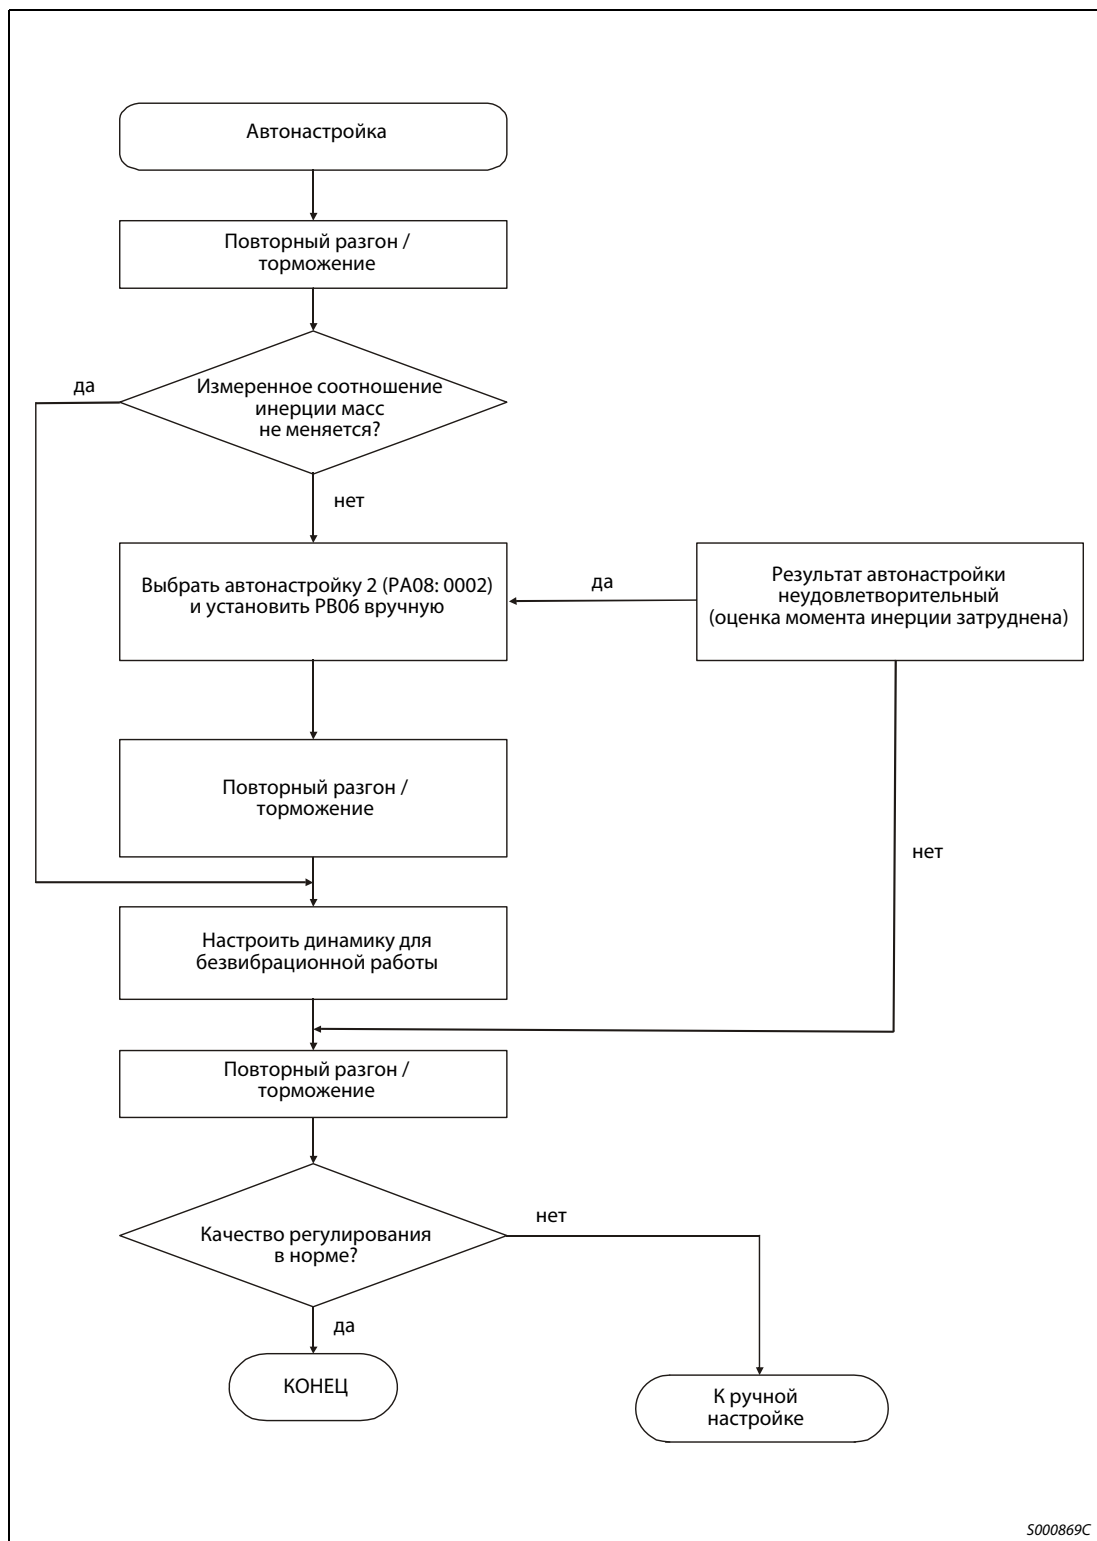 Автонастройка
Повторный разгон /
торможение
да
Измеренное соотношение
инерции масс
не меняется?
нет
Выбрать автонастройку 2 (PA08: 0002)
и установить PB06 вручную
да
Результат автонастройки
неудовлетворительный
(оценка момента инерции затруднена)
Повторный разгон /
торможение
нет
Настроить динамику для
безвибрационной работы
Повторный разгон /
торможение
Качество регулирования
в норме?
нет
да
КОНЕЦ
К ручной
настройке
S000869C